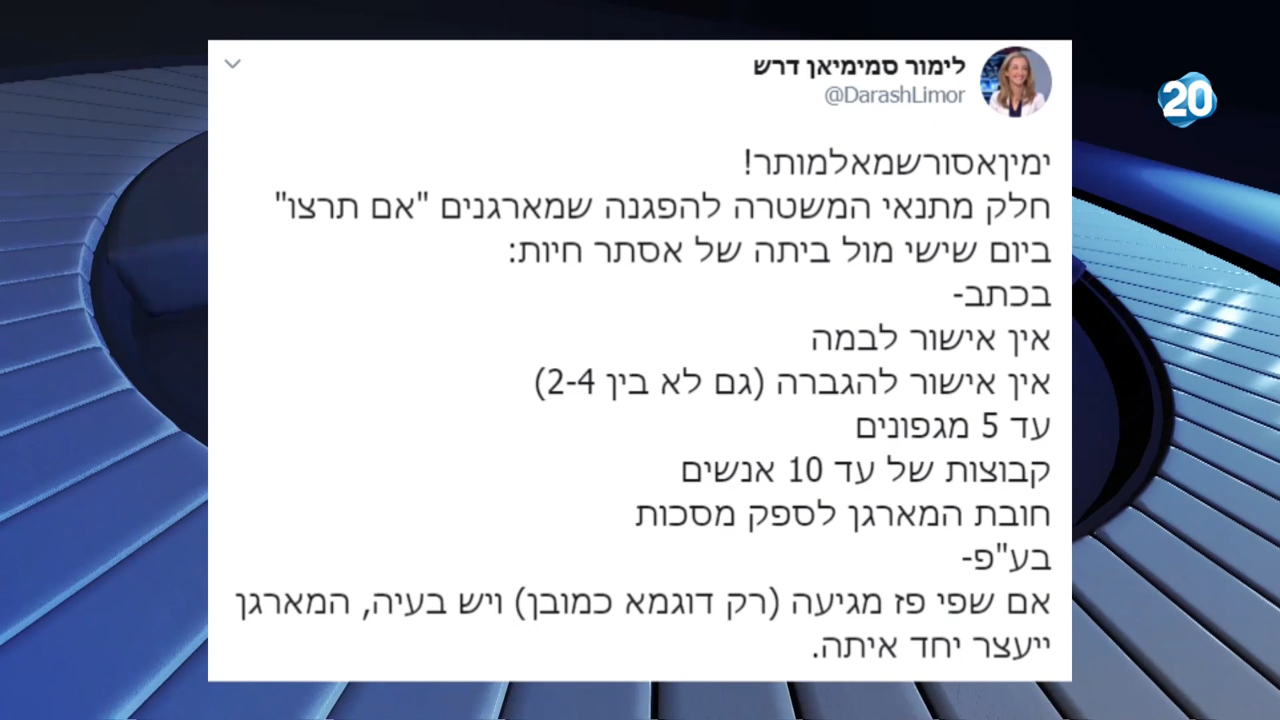 לימור סמימיאן דרש
@DarashLimor
20
ימיןאסורשמאלמותר!
חלק מתנאי המשטרה להפגנה שמארגנים "אם תרצו"
ביום שישי מול ביתה של אסתר חיות:
בכתב-
אין אישור לבמה
אין אישור להגברה (גם לא בין 2-4)
עד 5 מגפונים
קבוצות של עד 10 אנשים
חובת המארגן לספק מסכות
בע"פ-
אם שפי פז מגיעה (רק דוגמא כמובן) ויש בעיה, המארגן
ייעצר יחד איתה.